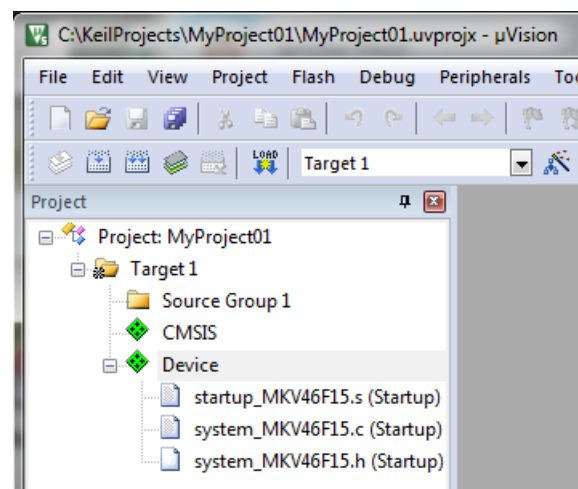 C:\KeilProjects\MyProject01\MyProject01.uvprojx - µVision
File Edit View Project Flash Debug Peripherals
LOAD Target 1
Project
Project: MyProject01
Target 1
Source Group 1
CMSIS
Device
startup_MKV46F15.s (Startup)
system_MKV46F15.c (Startup)
system_MKV46F15.h (Startup)